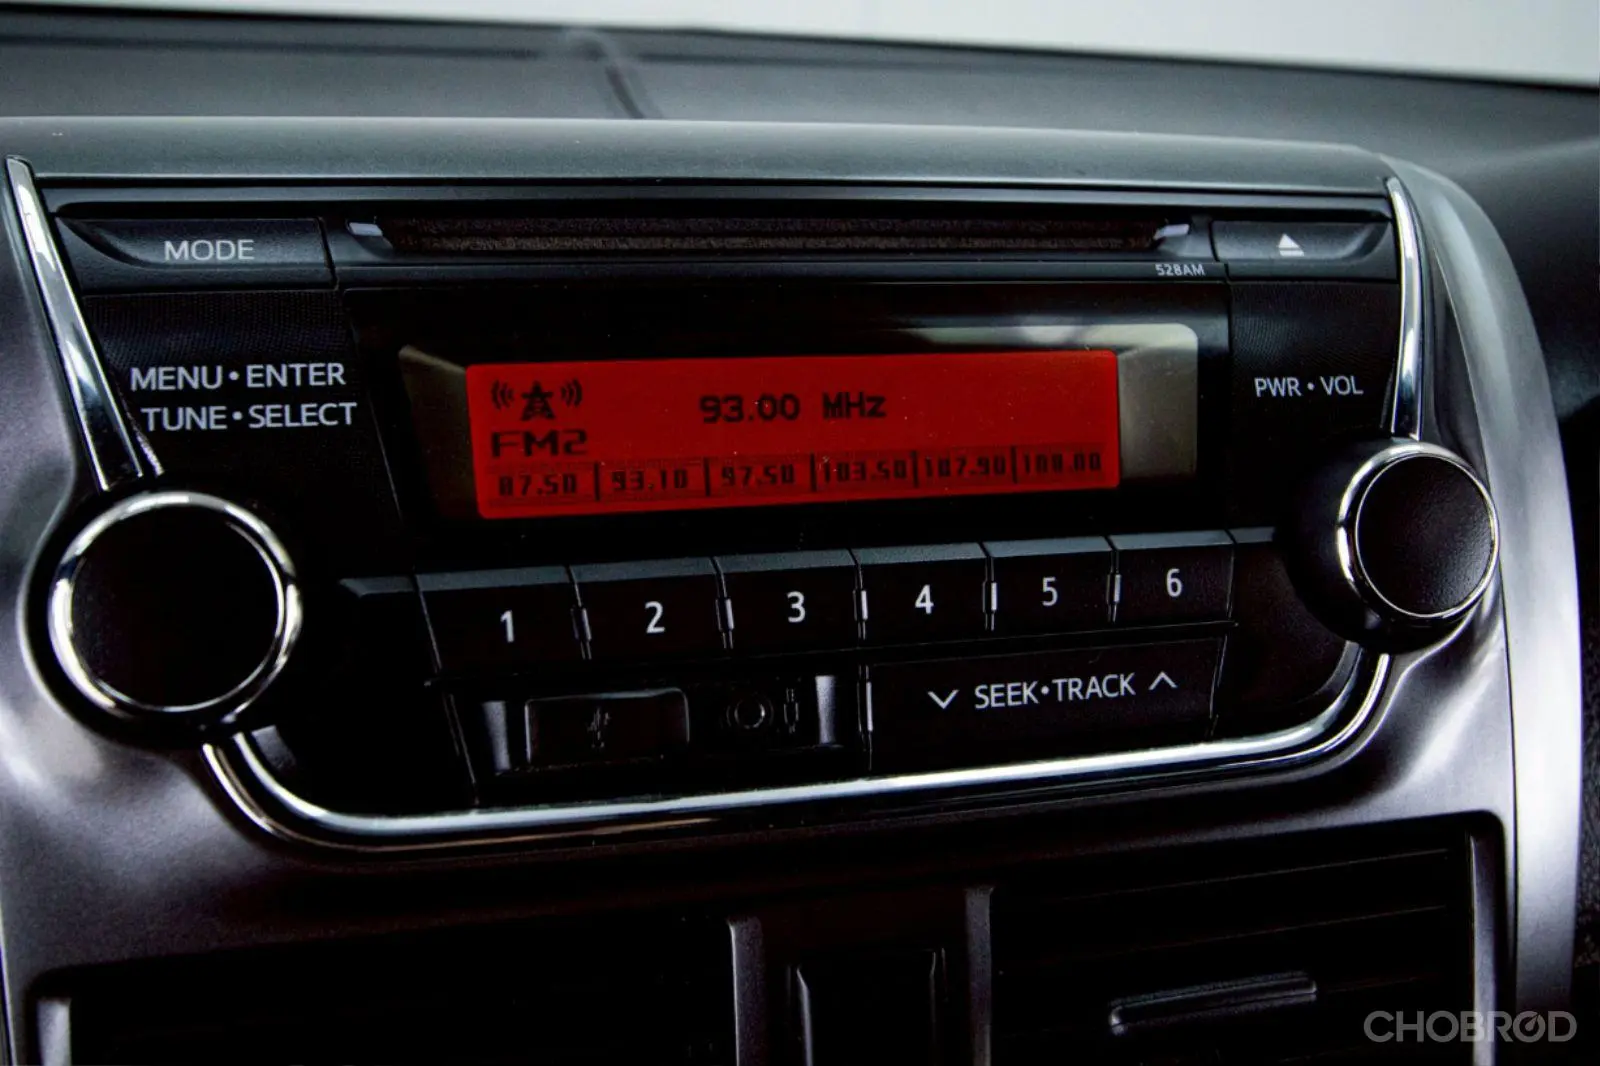 MODE
528AM
MENU•ENTER
TUNE•SELECT
PWR•VOL
93.00 MHz
FM2
87.50 93.10 97.50 103.50 107.90 108.00
1 2 3 4 5 6
SEEK•TRACK
CHOBROD